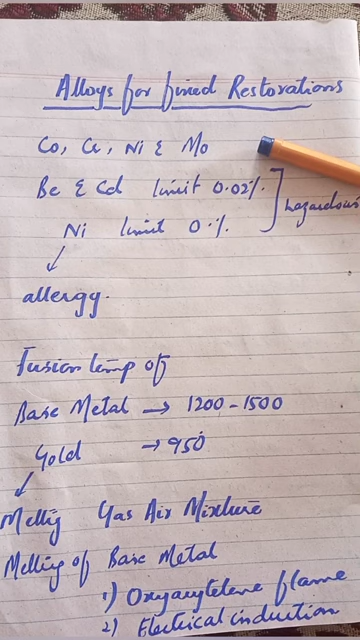 Alloys for fixed Restorations
Co, Cr, Ni & Mo
Be & Cd limit 0.02%.
Ni limit 0%.
hazardous
allergy.
Fusion temp of
Base Metal → 1200-1500
Gold → 950
Melting Gas Air Mixture
Melting of Base Metal
1) Oxyacytelene flame
2) Electrical induction